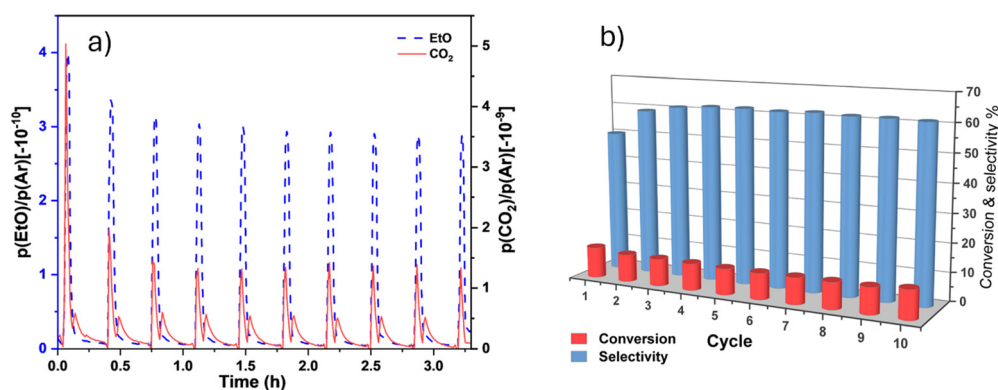 a)
EtO
CO₂
p(EtO)/p(Ar)[-10⁻¹⁰]
4
3
2
1
0
p(CO₂)/p(Ar)[-10⁻⁹]
5
4
3
2
1
0
0.0 0.5 1.0 1.5 2.0 2.5 3.0
Time (h)
b)
70
60
50
40
30
20
10
0
Conversion & selectivity %
1 2 3 4 5 6 7 8 9 10
Cycle
Conversion
Selectivity